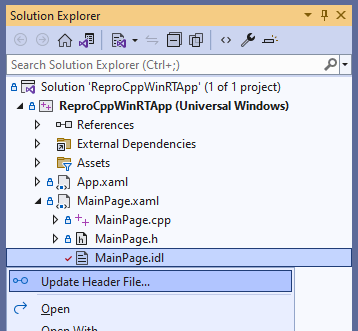 Solution Explorer
Search Solution Explorer (Ctrl+;)
Solution 'ReproCppWinRTApp' (1 of 1 project)
ReproCppWinRTApp (Universal Windows)
References
External Dependencies
Assets
App.xaml
MainPage.xaml
MainPage.cpp
MainPage.h
MainPage.idl
Update Header File...
Open
Open With...